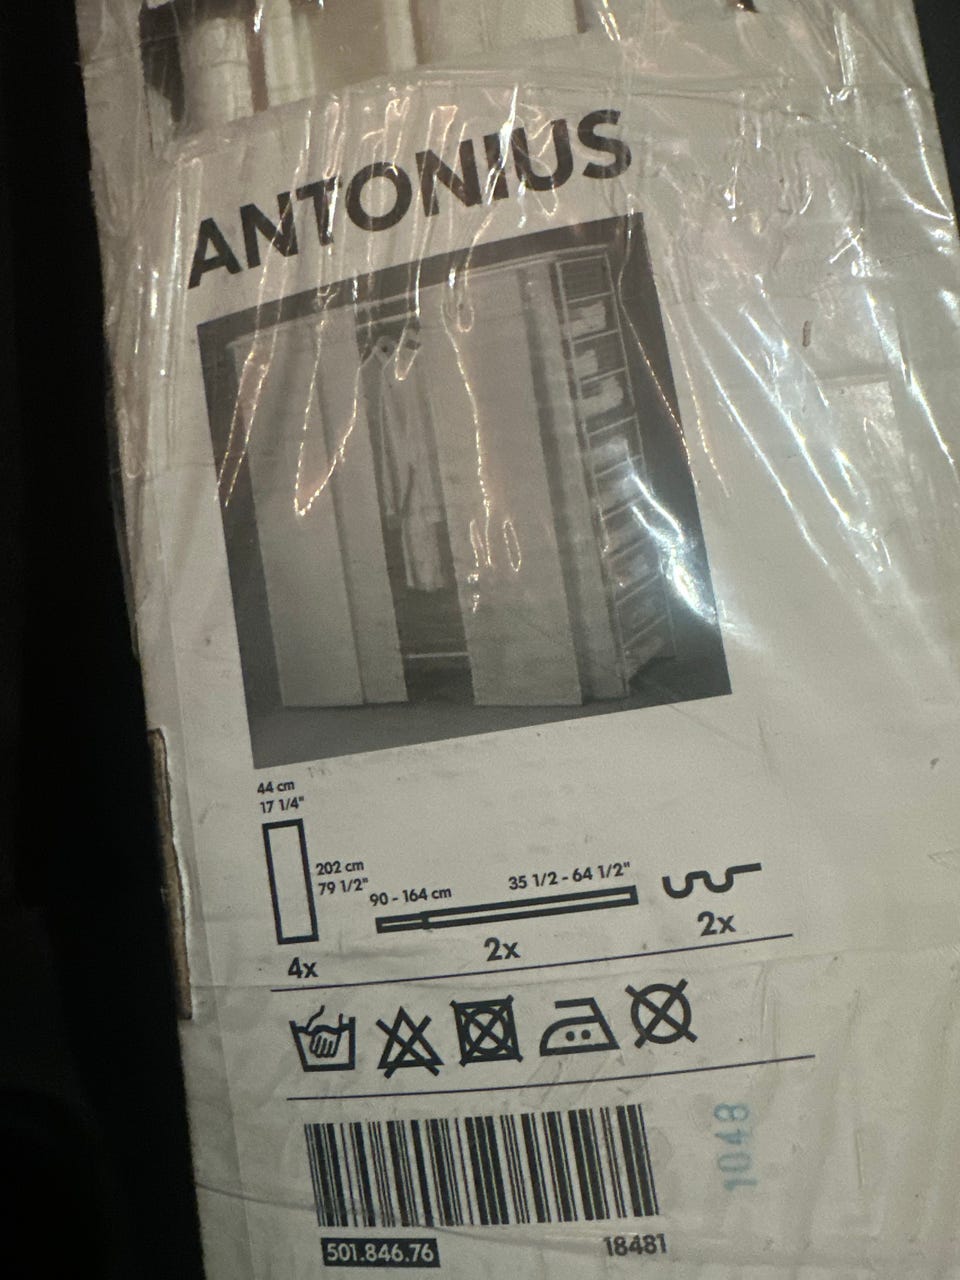 ANTONIUS
44 cm
17 1/4"
202 cm
79 1/2"
90 - 164 cm
35 1/2 - 64 1/2"
4x
2x
2x
1048
501.846.76
18481